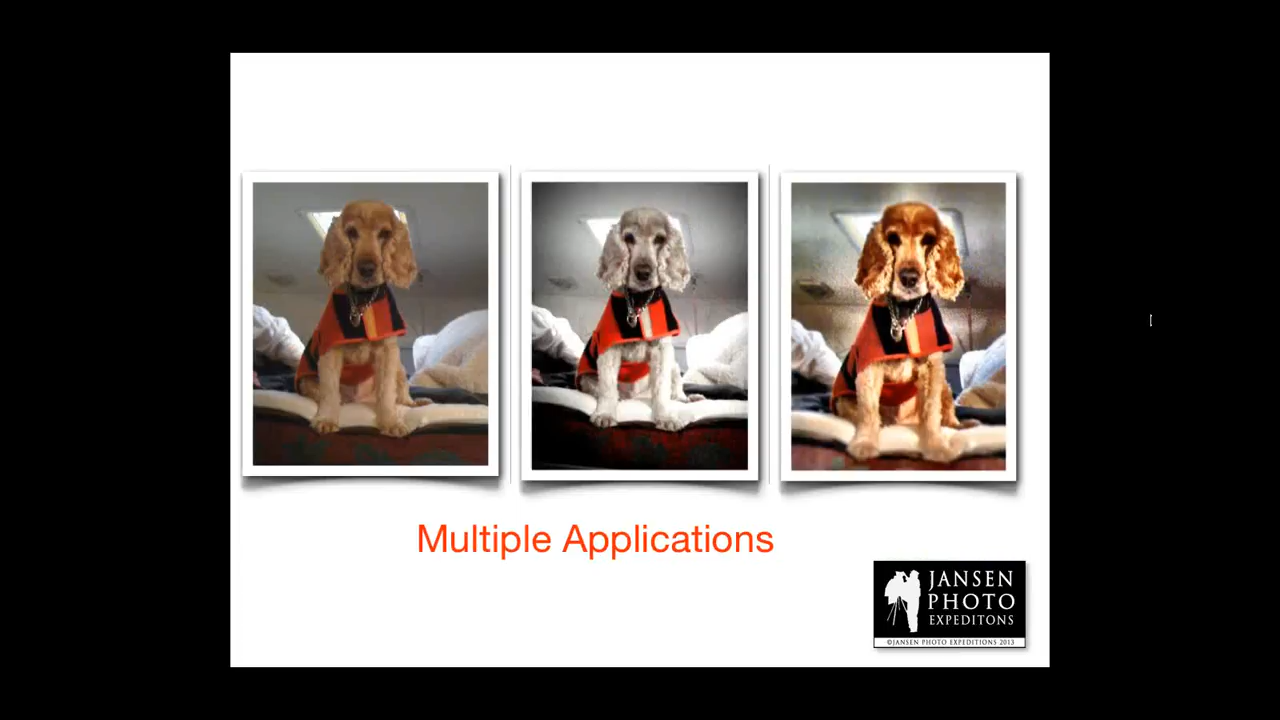 Multiple Applications
JANSEN
PHOTO
EXPEDITONS
©JANSEN PHOTO EXPEDITIONS 2013